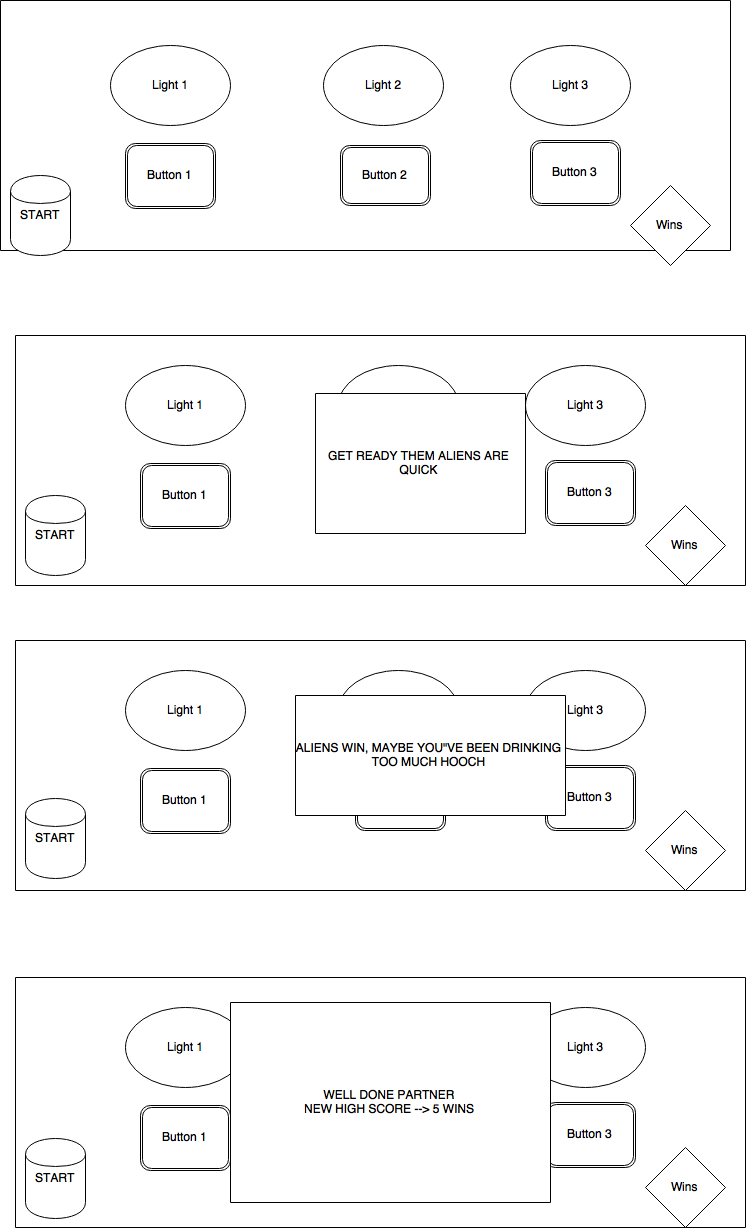 Light 1
Light 2
Light 3
Button 1
Button 2
Button 3
START
Wins
Light 1
Light 3
GET READY THEM ALIENS ARE
QUICK
Button 1
Button 3
START
Wins
Light 1
Light 3
ALIENS WIN, MAYBE YOU"VE BEEN DRINKING
TOO MUCH HOOCH
Button 1
Button 3
START
Wins
Light 1
Light 3
WELL DONE PARTNER
NEW HIGH SCORE --> 5 WINS
Button 1
Button 3
START
Wins